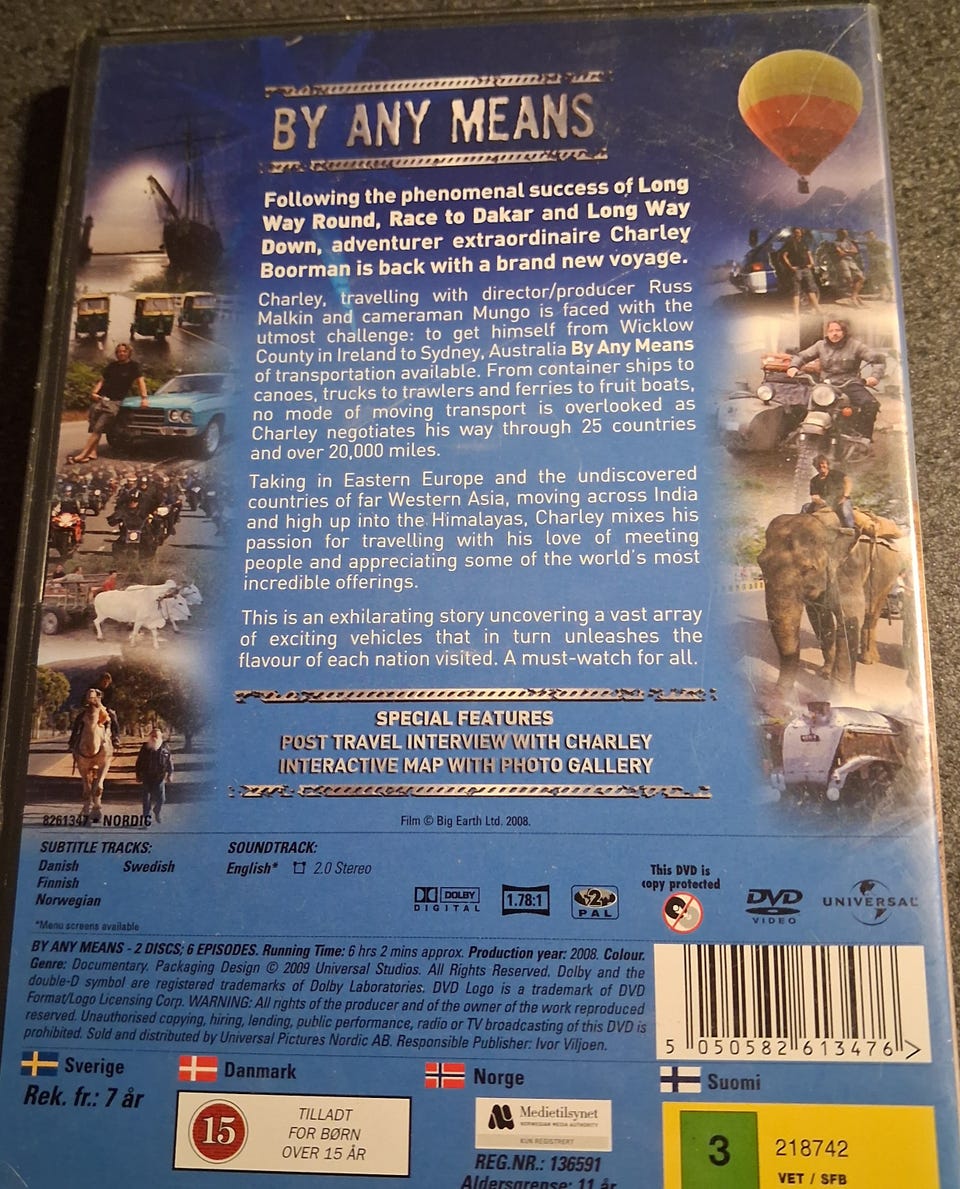 BY ANY MEANS
Following the phenomenal success of Long
Way Round, Race to Dakar and Long Way
Down, adventurer extraordinaire Charley
Boorman is back with a brand new voyage.
Charley, travelling with director/producer Russ
Malkin and cameraman Mungo is faced with the
utmost challenge: to get himself from Wicklow
County in Ireland to Sydney, Australia By Any Means
of transportation available. From container ships to
canoes, trucks to trawlers and ferries to fruit boats,
no mode of moving transport is overlooked as
Charley negotiates his way through 25 countries
and over 20,000 miles.
Taking in Eastern Europe and the undiscovered
countries of far Western Asia, moving across India
and high up into the Himalayas, Charley mixes his
passion for travelling with his love of meeting
people and appreciating some of the world's most
incredible offerings.
This is an exhilarating story uncovering a vast array
of exciting vehicles that in turn unleashes the
flavour of each nation visited. A must-watch for all.
SPECIAL FEATURES
POST TRAVEL INTERVIEW WITH CHARLEY
INTERACTIVE MAP WITH PHOTO GALLERY
8261347 • NORDIC
Film © Big Earth Ltd. 2008.
SUBTITLE TRACKS:
Danish Swedish
Finnish
Norwegian
*Menu screens available
SOUNDTRACK:
English* 2.0 Stereo
DOLBY
DIGITAL
1.78:1
2
PAL
This DVD is
copy protected
DVD
VIDEO
UNIVERSAL
BY ANY MEANS - 2 DISCS; 6 EPISODES. Running Time: 6 hrs 2 mins approx. Production year: 2008. Colour.
Genre: Documentary. Packaging Design © 2009 Universal Studios. All Rights Reserved. Dolby and the
double-D symbol are registered trademarks of Dolby Laboratories. DVD Logo is a trademark of DVD
Format/Logo Licensing Corp. WARNING: All rights of the producer and of the owner of the work reproduced
reserved. Unauthorised copying, hiring, lending, public performance, radio or TV broadcasting of this DVD is
prohibited. Sold and distributed by Universal Pictures Nordic AB. Responsible Publisher: Ivor Viljoen.
5 050582 613476 >
Sverige
Rek. fr.: 7 år
Danmark
15
TILLADT
FOR BØRN
OVER 15 ÅR
Norge
Medietilsynet
NORWEGIAN MEDIA AUTHORITY
KUN REGISTRERT
REG.NR.: 136591
Aldersgrense: 11 år
Suomi
3
218742
VET / SFB